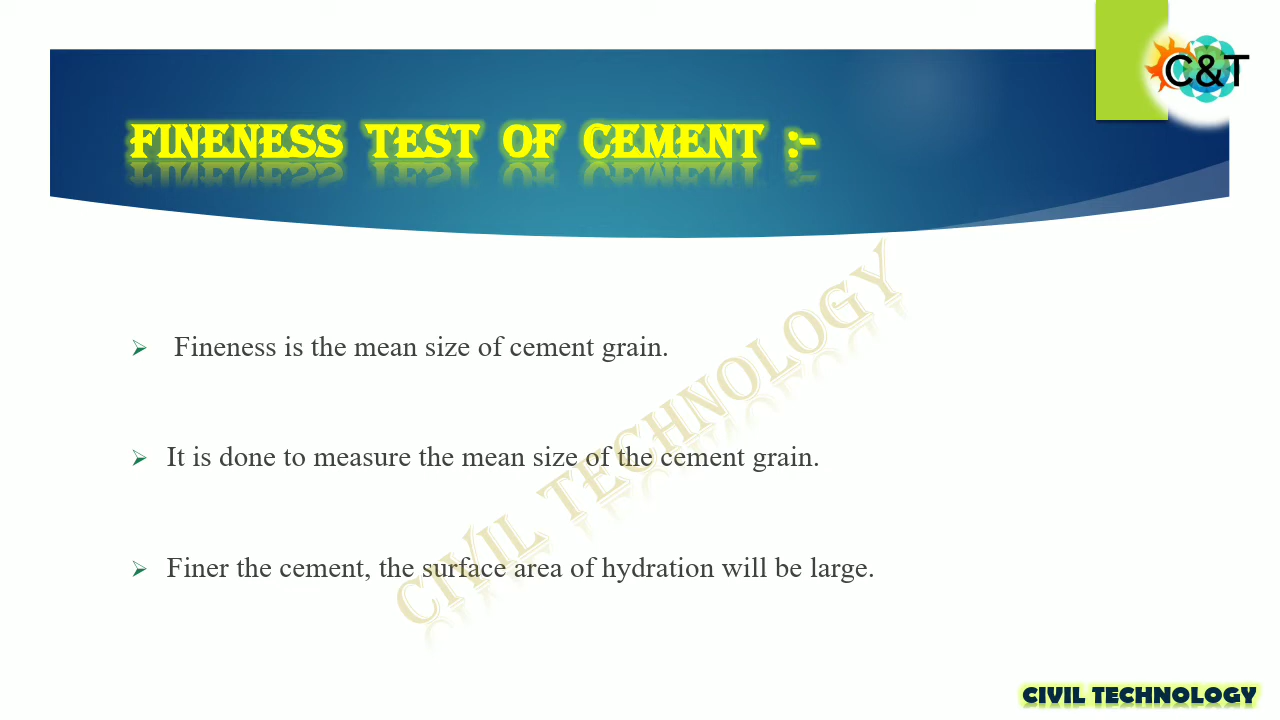 C&T
FINENESS TEST OF CEMENT :-
Fineness is the mean size of cement grain.
It is done to measure the mean size of the cement grain.
Finer the cement, the surface area of hydration will be large.
CIVIL TECHNOLOGY
CIVIL TECHNOLOGY